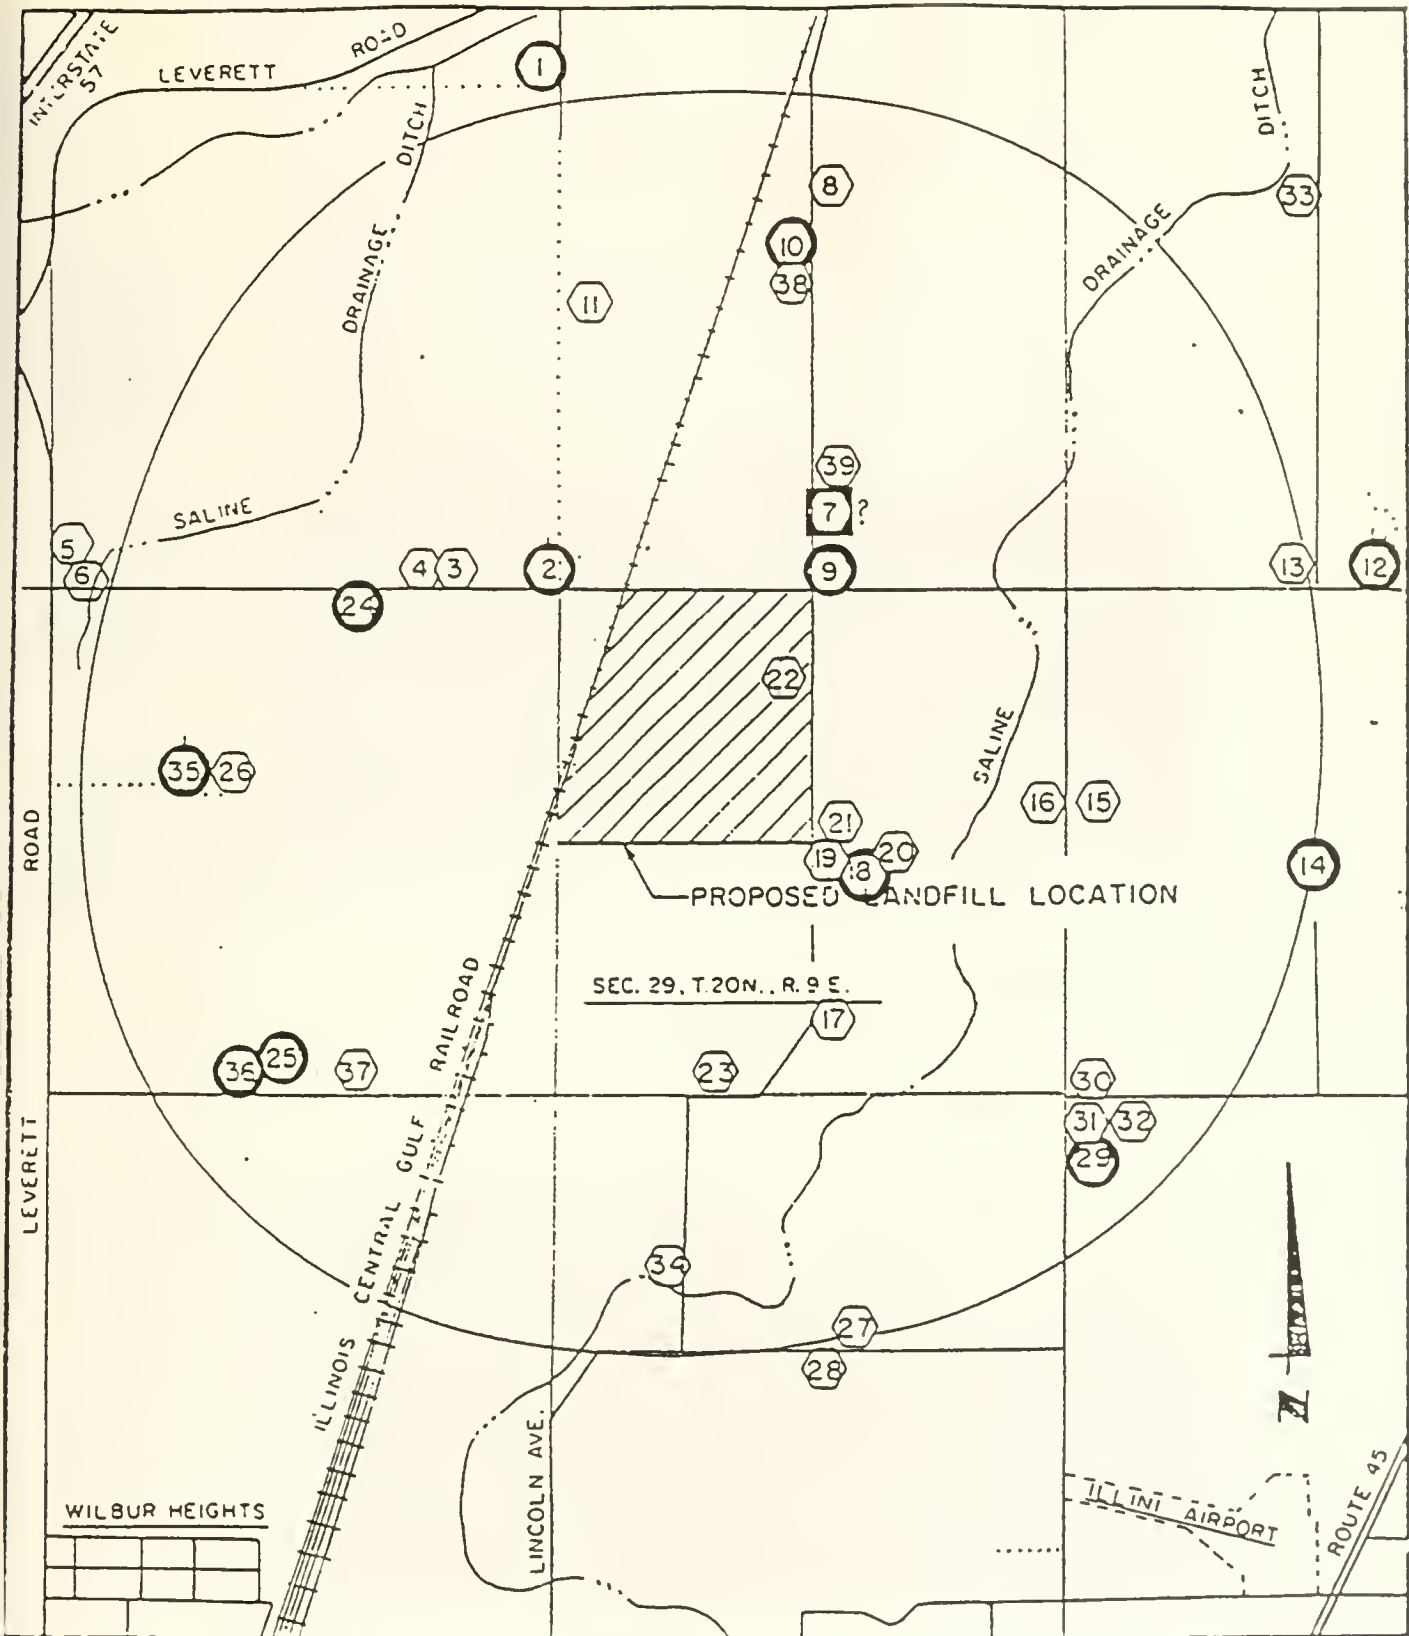 INTERSTATE 57
LEVERETT ROAD
1
DITCH
DITCH
8
33
10
DRAINAGE
38
DRAINAGE
11
39
SALINE
7 ?
5
6
4
3
2
9
13
12
24
22
SALINE
35
26
16
15
ROAD
21
19
18
20
14
PROPOSED LANDFILL LOCATION
SEC. 29, T.20N., R. 9 E.
17
36
25
37
23
30
31
32
29
LEVERETT
ILLINOIS CENTRAL GULF RAILROAD
34
27
28
N
LINCOLN AVE.
WILBUR HEIGHTS
ILLINI AIRPORT
ROUTE 45